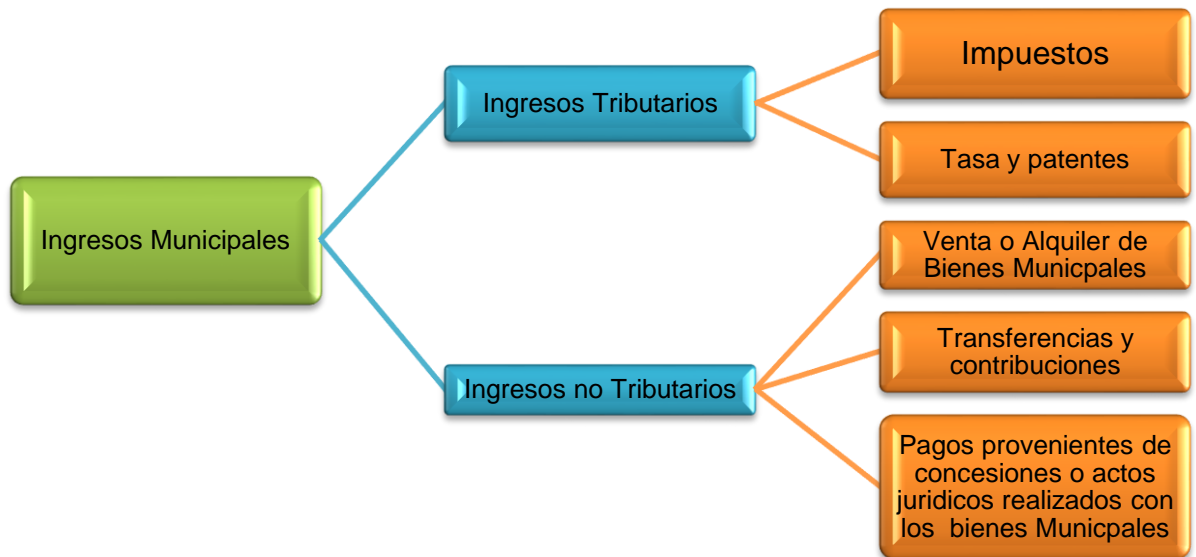 Ingresos Municipales
Ingresos Tributarios
Impuestos
Tasa y patentes
Ingresos no Tributarios
Venta o Alquiler de
Bienes Municpales
Transferencias y
contribuciones
Pagos provenientes de
concesiones o actos
juridicos realizados con
los bienes Municpales